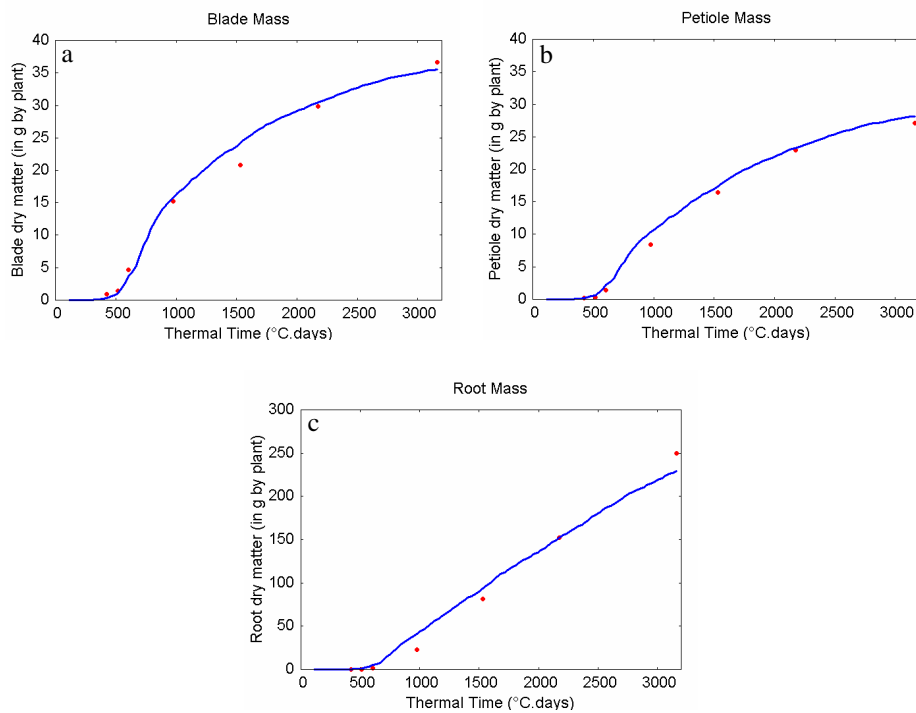 Blade Mass
a
Blade dry matter (in g by plant)
40
35
30
25
20
15
10
5
0
0 500 1000 1500 2000 2500 3000
Thermal Time (°C.days)
Petiole Mass
b
Petiole dry matter (in g by plant)
40
35
30
25
20
15
10
5
0
0 500 1000 1500 2000 2500 3000
Thermal Time (°C.days)
Root Mass
c
Root dry matter (in g by plant)
300
250
200
150
100
50
0
0 500 1000 1500 2000 2500 3000
Thermal Time (°C.days)